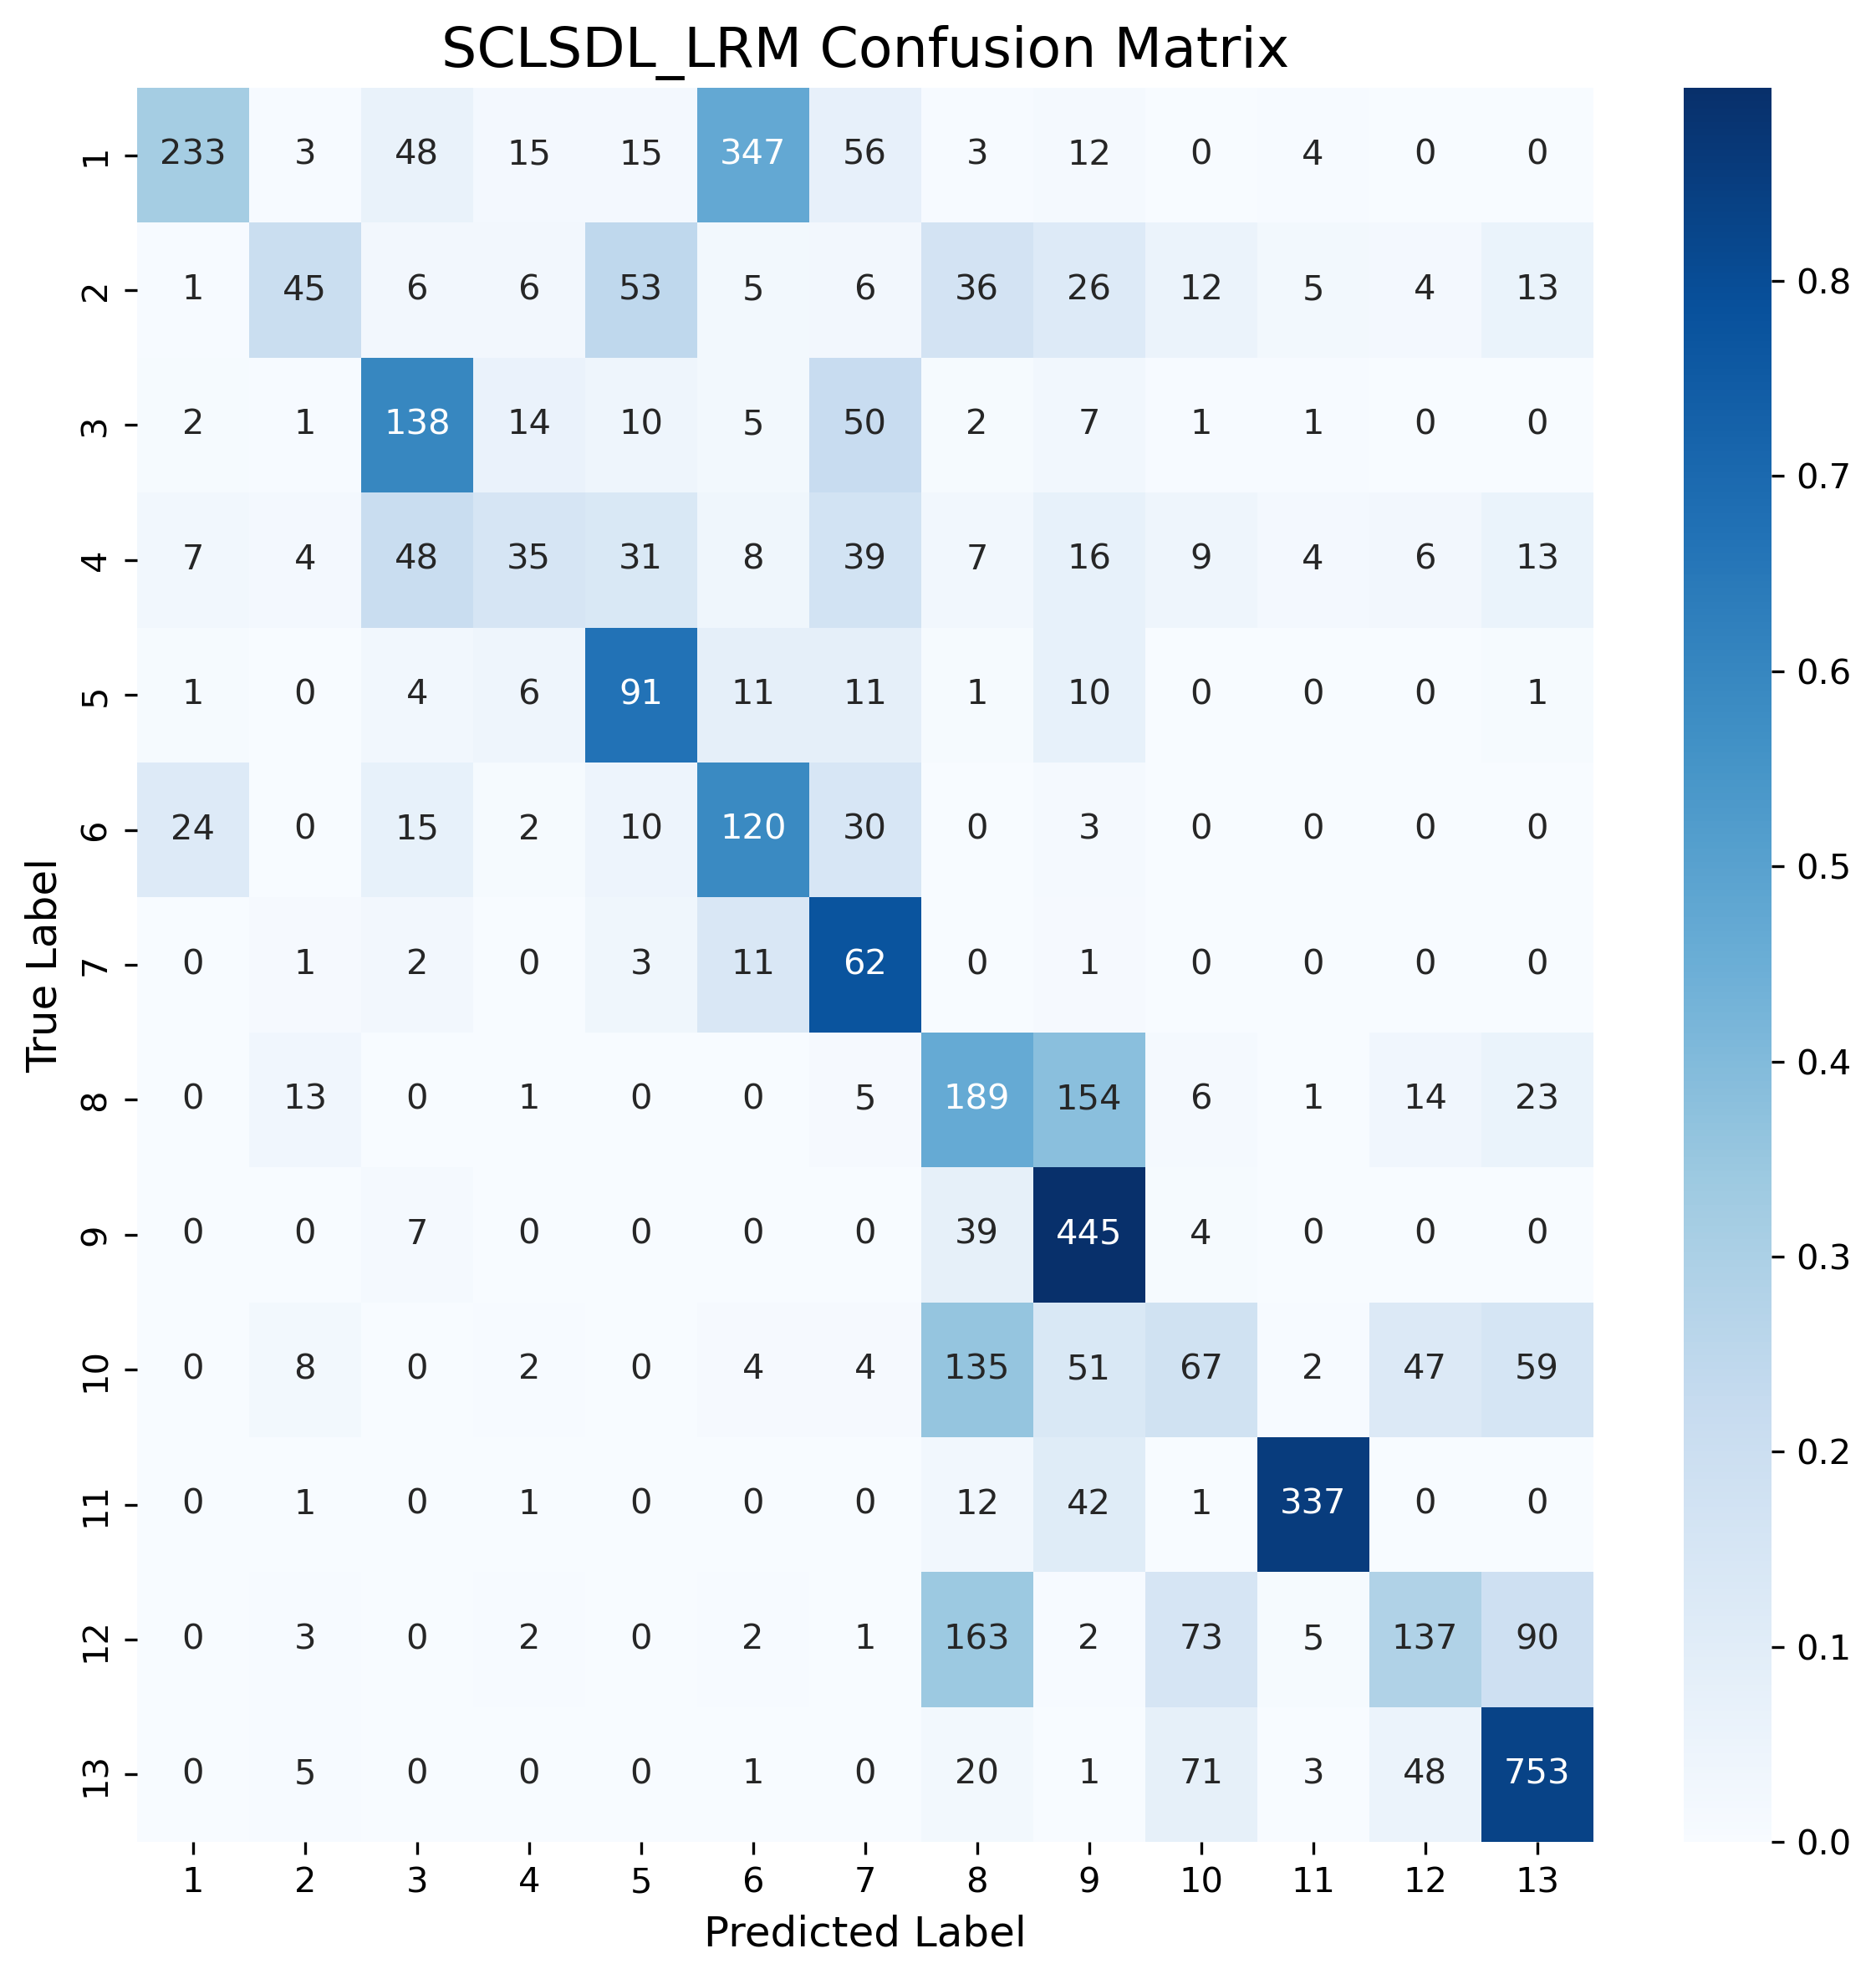 SCLSDL_LRM Confusion Matrix
1 233 3 48 15 15 347 56 3 12 0 4 0 0
2 1 45 6 6 53 5 6 36 26 12 5 4 13
3 2 1 138 14 10 5 50 2 7 1 1 0 0
4 7 4 48 35 31 8 39 7 16 9 4 6 13
5 1 0 4 6 91 11 11 1 10 0 0 0 1
6 24 0 15 2 10 120 30 0 3 0 0 0 0
7 0 1 2 0 3 11 62 0 1 0 0 0 0
8 0 13 0 1 0 0 5 189 154 6 1 14 23
9 0 0 7 0 0 0 0 39 445 4 0 0 0
10 0 8 0 2 0 4 4 135 51 67 2 47 59
11 0 1 0 1 0 0 0 12 42 1 337 0 0
12 0 3 0 2 0 2 1 163 2 73 5 137 90
13 0 5 0 0 0 1 0 20 1 71 3 48 753
1 2 3 4 5 6 7 8 9 10 11 12 13
Predicted Label
True Label
0.8
0.7
0.6
0.5
0.4
0.3
0.2
0.1
0.0